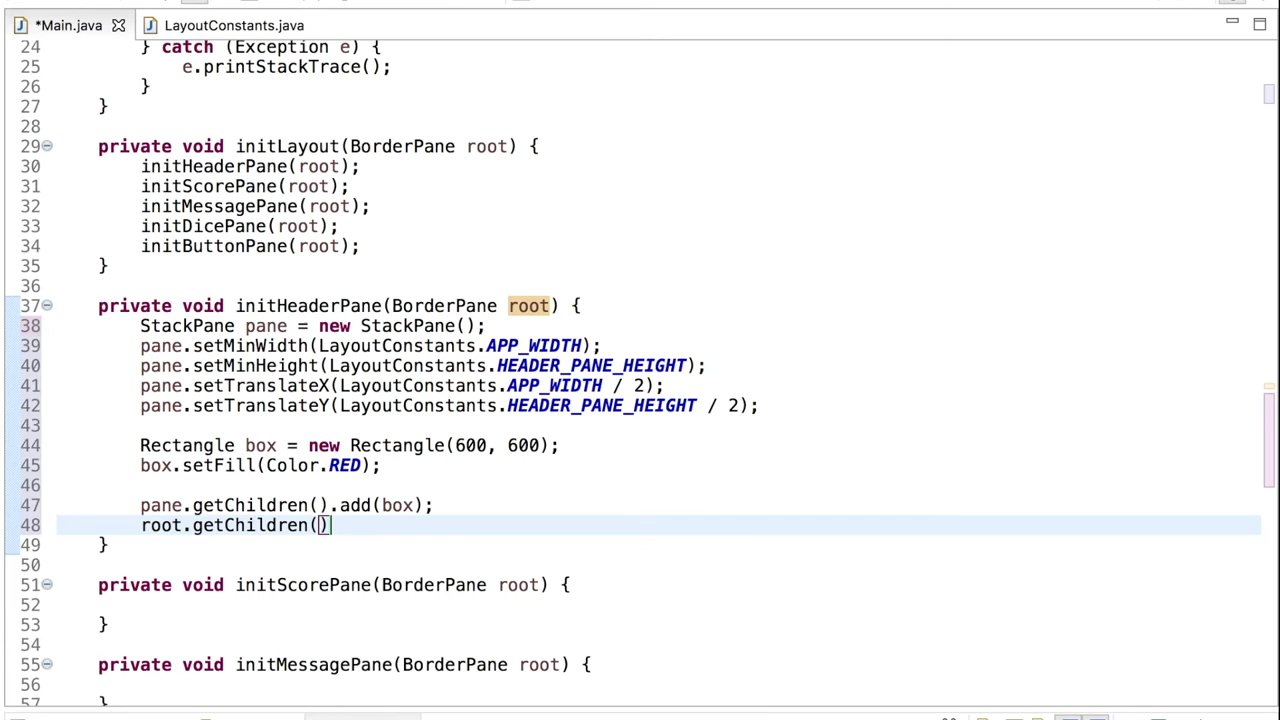 *Main.java LayoutConstants.java
24 } catch (Exception e) {
25 e.printStackTrace();
26 }
27 }
28
29 private void initLayout(BorderPane root) {
30 initHeaderPane(root);
31 initScorePane(root);
32 initMessagePane(root);
33 initDicePane(root);
34 initButtonPane(root);
35 }
36
37 private void initHeaderPane(BorderPane root) {
38 StackPane pane = new StackPane();
39 pane.setMinWidth(LayoutConstants.APP_WIDTH);
40 pane.setMinHeight(LayoutConstants.HEADER_PANE_HEIGHT);
41 pane.setTranslateX(LayoutConstants.APP_WIDTH / 2);
42 pane.setTranslateY(LayoutConstants.HEADER_PANE_HEIGHT / 2);
43
44 Rectangle box = new Rectangle(600, 600);
45 box.setFill(Color.RED);
46
47 pane.getChildren().add(box);
48 root.getChildren()
49 }
50
51 private void initScorePane(BorderPane root) {
52
53 }
54
55 private void initMessagePane(BorderPane root) {
56
57 }